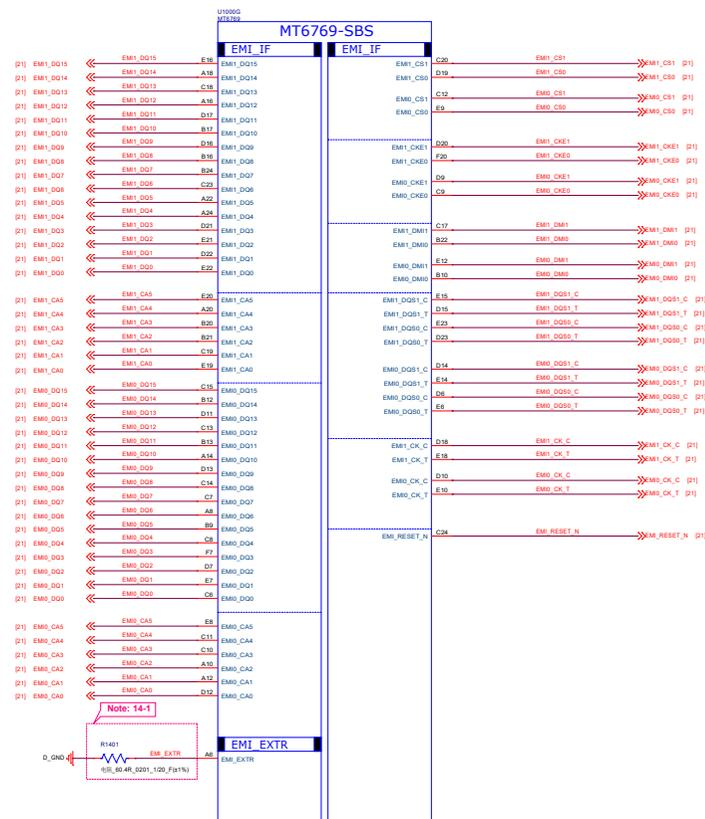 U1000G
MT6769
MT6769-SBS
EMI_IF
EMI_IF
[21] EMI1_DQ15 EMI1_DQ15 E16 EMI1_DQ15
[21] EMI1_DQ14 EMI1_DQ14 A18 EMI1_DQ14
[21] EMI1_DQ13 EMI1_DQ13 C18 EMI1_DQ13
[21] EMI1_DQ12 EMI1_DQ12 A16 EMI1_DQ12
[21] EMI1_DQ11 EMI1_DQ11 D17 EMI1_DQ11
[21] EMI1_DQ10 EMI1_DQ10 B17 EMI1_DQ10
[21] EMI1_DQ9 EMI1_DQ9 D16 EMI1_DQ9
[21] EMI1_DQ8 EMI1_DQ8 B16 EMI1_DQ8
[21] EMI1_DQ7 EMI1_DQ7 B24 EMI1_DQ7
[21] EMI1_DQ6 EMI1_DQ6 C23 EMI1_DQ6
[21] EMI1_DQ5 EMI1_DQ5 A22 EMI1_DQ5
[21] EMI1_DQ4 EMI1_DQ4 A24 EMI1_DQ4
[21] EMI1_DQ3 EMI1_DQ3 D21 EMI1_DQ3
[21] EMI1_DQ2 EMI1_DQ2 E21 EMI1_DQ2
[21] EMI1_DQ1 EMI1_DQ1 D22 EMI1_DQ1
[21] EMI1_DQ0 EMI1_DQ0 E22 EMI1_DQ0
[21] EMI1_CA5 EMI1_CA5 E20 EMI1_CA5
[21] EMI1_CA4 EMI1_CA4 A20 EMI1_CA4
[21] EMI1_CA3 EMI1_CA3 B20 EMI1_CA3
[21] EMI1_CA2 EMI1_CA2 B21 EMI1_CA2
[21] EMI1_CA1 EMI1_CA1 C19 EMI1_CA1
[21] EMI1_CA0 EMI1_CA0 E19 EMI1_CA0
[21] EMI0_DQ15 EMI0_DQ15 C15 EMI0_DQ15
[21] EMI0_DQ14 EMI0_DQ14 B12 EMI0_DQ14
[21] EMI0_DQ13 EMI0_DQ13 D11 EMI0_DQ13
[21] EMI0_DQ12 EMI0_DQ12 C13 EMI0_DQ12
[21] EMI0_DQ11 EMI0_DQ11 B13 EMI0_DQ11
[21] EMI0_DQ10 EMI0_DQ10 A14 EMI0_DQ10
[21] EMI0_DQ9 EMI0_DQ9 D13 EMI0_DQ9
[21] EMI0_DQ8 EMI0_DQ8 C14 EMI0_DQ8
[21] EMI0_DQ7 EMI0_DQ7 C7 EMI0_DQ7
[21] EMI0_DQ6 EMI0_DQ6 A8 EMI0_DQ6
[21] EMI0_DQ5 EMI0_DQ5 B9 EMI0_DQ5
[21] EMI0_DQ4 EMI0_DQ4 C8 EMI0_DQ4
[21] EMI0_DQ3 EMI0_DQ3 F7 EMI0_DQ3
[21] EMI0_DQ2 EMI0_DQ2 D7 EMI0_DQ2
[21] EMI0_DQ1 EMI0_DQ1 E7 EMI0_DQ1
[21] EMI0_DQ0 EMI0_DQ0 C6 EMI0_DQ0
[21] EMI0_CA5 EMI0_CA5 E8 EMI0_CA5
[21] EMI0_CA4 EMI0_CA4 C11 EMI0_CA4
[21] EMI0_CA3 EMI0_CA3 C10 EMI0_CA3
[21] EMI0_CA2 EMI0_CA2 A10 EMI0_CA2
[21] EMI0_CA1 EMI0_CA1 A12 EMI0_CA1
[21] EMI0_CA0 EMI0_CA0 D12 EMI0_CA0
Note: 14-1
R1401
EMI_EXTR
D_GND EMI_EXTR A6 EMI_EXTR
电阻_60.4R_0201_1/20_F(±1%)
EMI1_CS1 C20 EMI1_CS1 EMI1_CS1 [21]
EMI1_CS0 D19 EMI1_CS0 EMI1_CS0 [21]
EMI0_CS1 C12 EMI0_CS1 EMI0_CS1 [21]
EMI0_CS0 E9 EMI0_CS0 EMI0_CS0 [21]
EMI1_CKE1 D20 EMI1_CKE1 EMI1_CKE1 [21]
EMI1_CKE0 F20 EMI1_CKE0 EMI1_CKE0 [21]
EMI0_CKE1 D9 EMI0_CKE1 EMI0_CKE1 [21]
EMI0_CKE0 C9 EMI0_CKE0 EMI0_CKE0 [21]
EMI1_DMI1 C17 EMI1_DMI1 EMI1_DMI1 [21]
EMI1_DMI0 B22 EMI1_DMI0 EMI1_DMI0 [21]
EMI0_DMI1 E12 EMI0_DMI1 EMI0_DMI1 [21]
EMI0_DMI0 B10 EMI0_DMI0 EMI0_DMI0 [21]
EMI1_DQS1_C E15 EMI1_DQS1_C EMI1_DQS1_C [21]
EMI1_DQS1_T D15 EMI1_DQS1_T EMI1_DQS1_T [21]
EMI1_DQS0_C E23 EMI1_DQS0_C EMI1_DQS0_C [21]
EMI1_DQS0_T D23 EMI1_DQS0_T EMI1_DQS0_T [21]
EMI0_DQS1_C D14 EMI0_DQS1_C EMI0_DQS1_C [21]
EMI0_DQS1_T E14 EMI0_DQS1_T EMI0_DQS1_T [21]
EMI0_DQS0_C D6 EMI0_DQS0_C EMI0_DQS0_C [21]
EMI0_DQS0_T E6 EMI0_DQS0_T EMI0_DQS0_T [21]
EMI1_CK_C D18 EMI1_CK_C EMI1_CK_C [21]
EMI1_CK_T E18 EMI1_CK_T EMI1_CK_T [21]
EMI0_CK_C D10 EMI0_CK_C EMI0_CK_C [21]
EMI0_CK_T E10 EMI0_CK_T EMI0_CK_T [21]
EMI_RESET_N C24 EMI_RESET_N EMI_RESET_N [21]